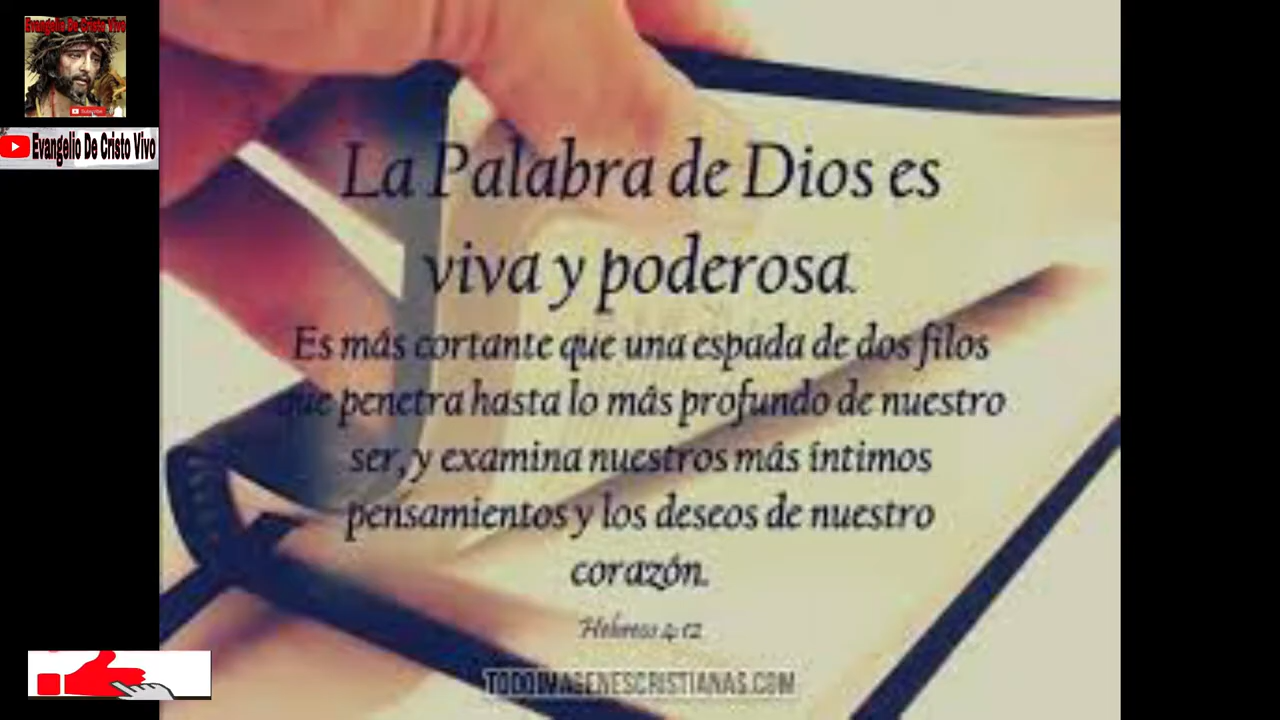 Evangelio De Cristo Vivo
Evangelio De Cristo Vivo
La Palabra de Dios es
viva y poderosa.
Es más cortante que una espada de dos filos
que penetra hasta lo más profundo de nuestro
ser, y examina nuestros más íntimos
pensamientos y los deseos de nuestro
corazón.
Hebreos 4:12
TODOIMAGENESCRISTIANAS.COM